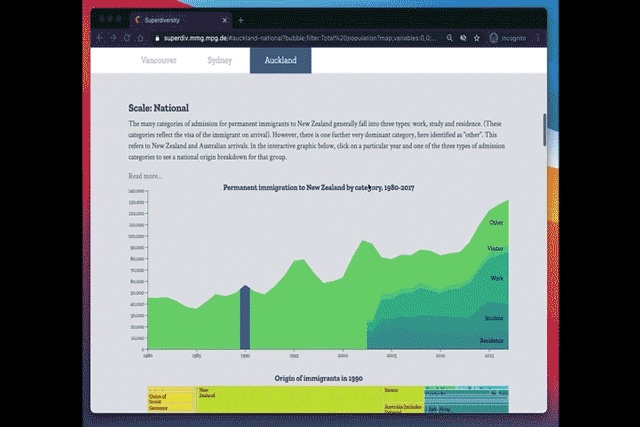 Superdiversity
superdiv.mmg.mpg.de/#auckland-national?bubble;filter:Total%20population?map;variables:0,0;...
Incognito
Vancouver Sydney Auckland
Scale: National
The many categories of admission for permanent immigrants to New Zealand generally fall into three types: work, study and residence. (These
categories reflect the visa of the immigrant on arrival). However, there is one further very dominant category, here identified as "other". This
refers to New Zealand and Australian arrivals. In the interactive graphic below, click on a particular year and one of the three types of admission
categories to see a national origin breakdown for that group.
Read more...
Permanent immigration to New Zealand by category, 1980-2017
140,000
130,000
120,000
110,000
100,000
90,000
80,000
70,000
60,000
50,000
40,000
30,000
20,000
10,000
0
Other
Visitor
Work
Student
Residence
1980 1985 1990 1995 2000 2005 2010 2015
Origin of immigrants in 1990
New
Zealand
Samoa
Germany
Australia (includes
Hong